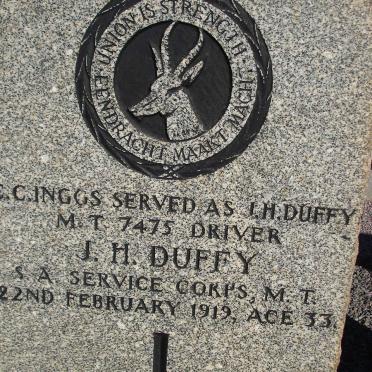 UNION IS STRENGTH
EENDRACHT MAAKT MACHT
C.INGGS SERVED AS J.H.DUFFY
M.T. 7475 DRIVER
J. H. DUFFY
S. A. SERVICE CORPS, M. T.
22ND FEBRUARY 1919, AGE 33.